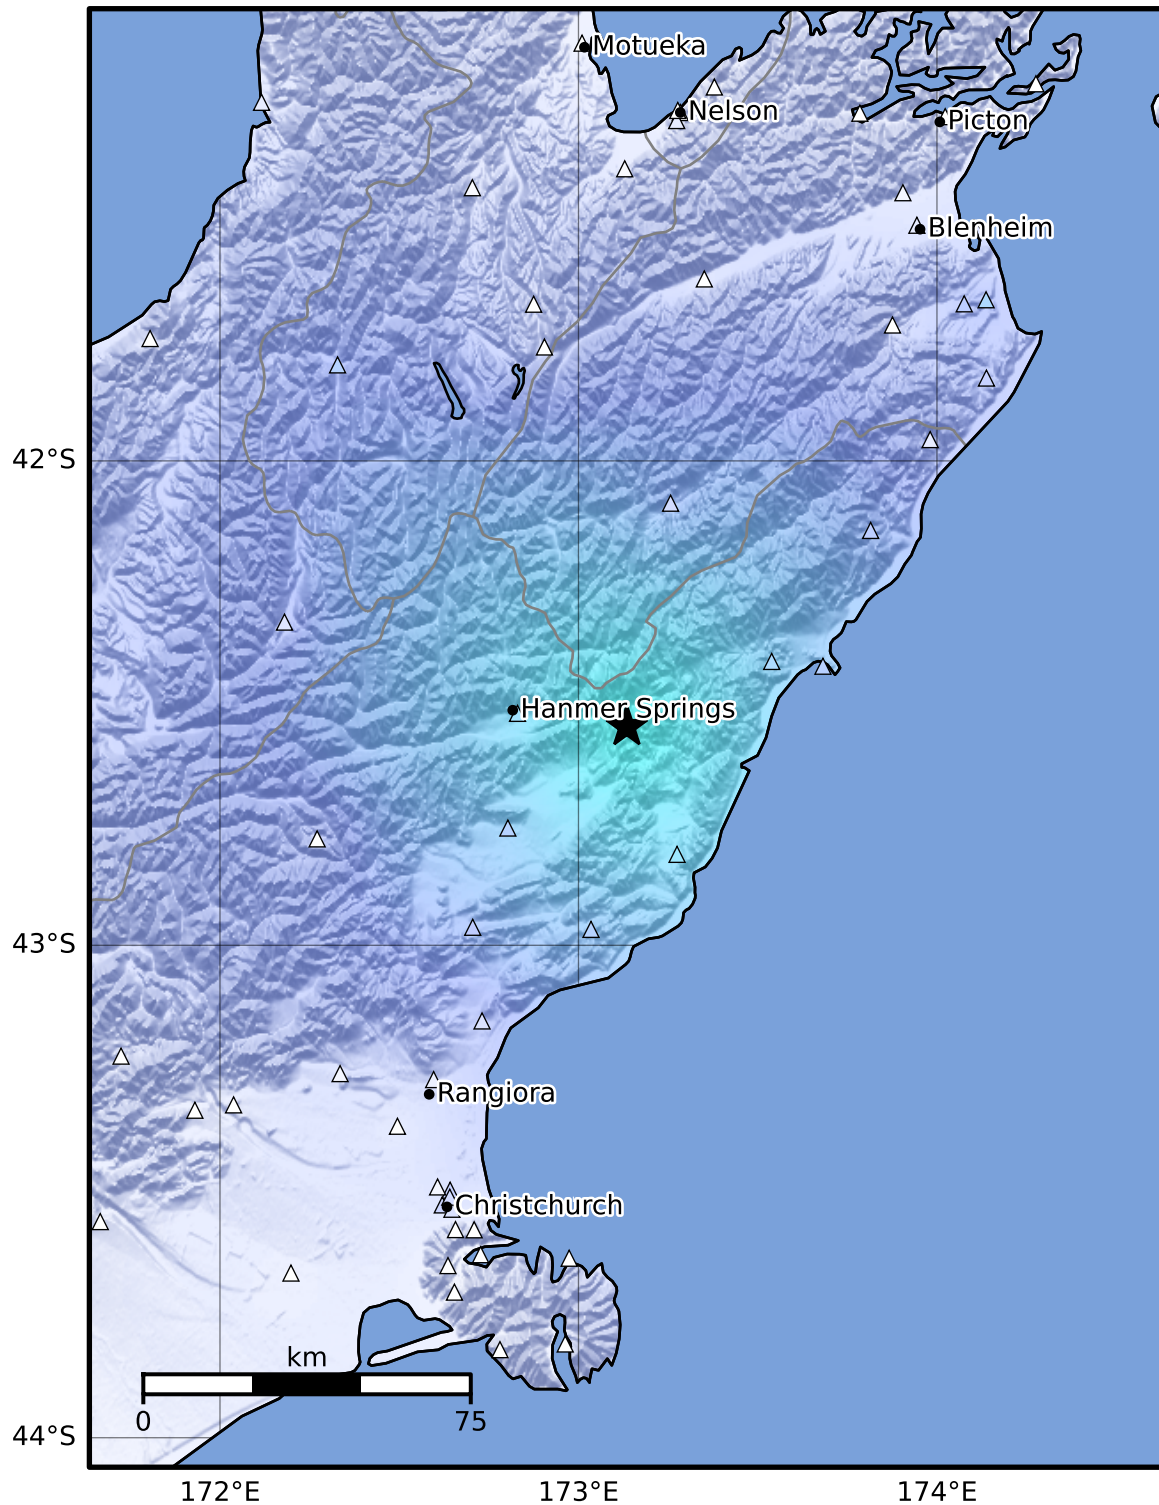 Motueka
Nelson
Picton
Blenheim
42°S
Hanmer Springs
43°S
Rangiora
Christchurch
km
0 75
44°S
172°E 173°E 174°E